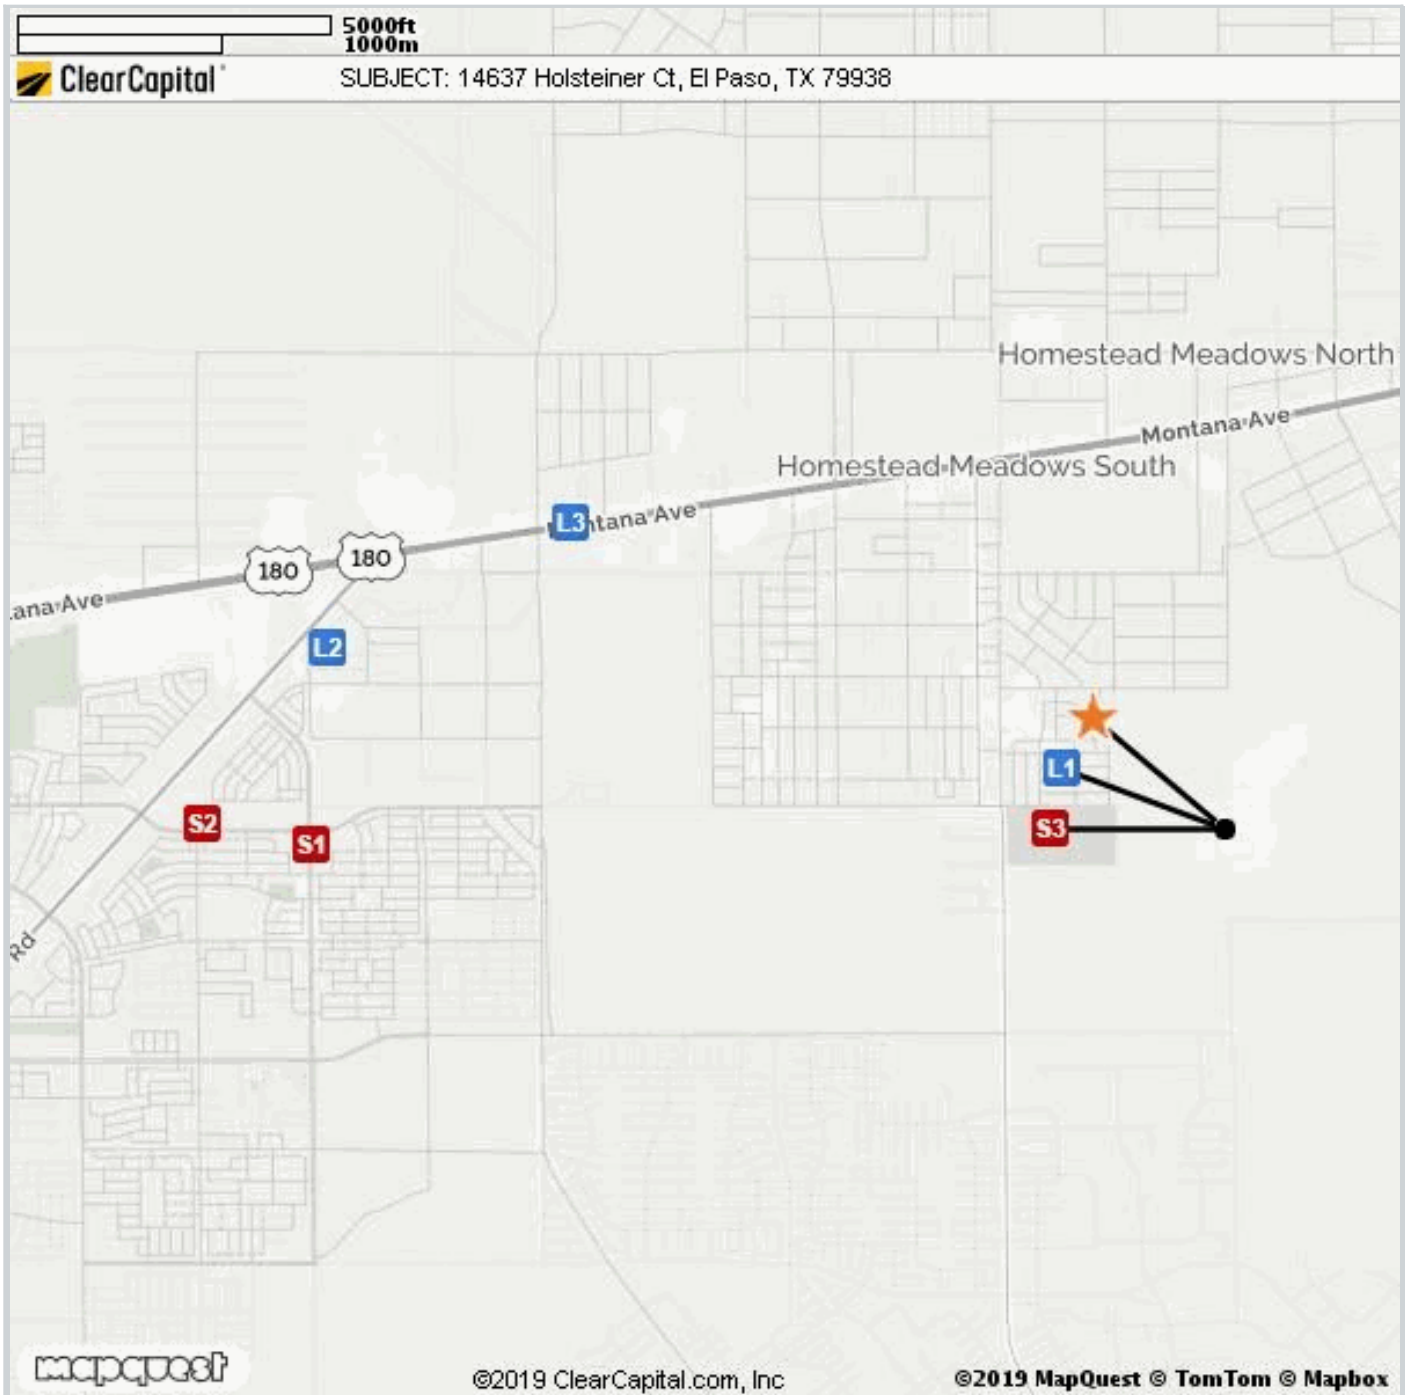 5000ft
1000m
ClearCapital
SUBJECT: 14637 Holsteiner Ct, El Paso, TX 79938
Homestead Meadows North
Montana Ave
Homestead Meadows South
L3
ntana Ave
180
180
tana Ave
L2
L1
S2
S3
S1
Rd
mapquest
©2019 ClearCapital.com, Inc
©2019 MapQuest © TomTom © Mapbox